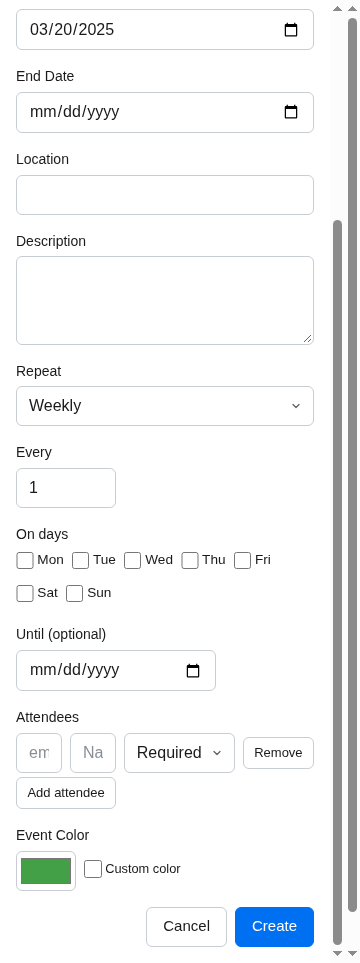 03/20/2025
End Date
mm/dd/yyyy
Location
Description
Repeat
Weekly
Every
1
On days
Mon Tue Wed Thu Fri
Sat Sun
Until (optional)
mm/dd/yyyy
Attendees
em Na Required Remove
Add attendee
Event Color
Custom color
Cancel Create